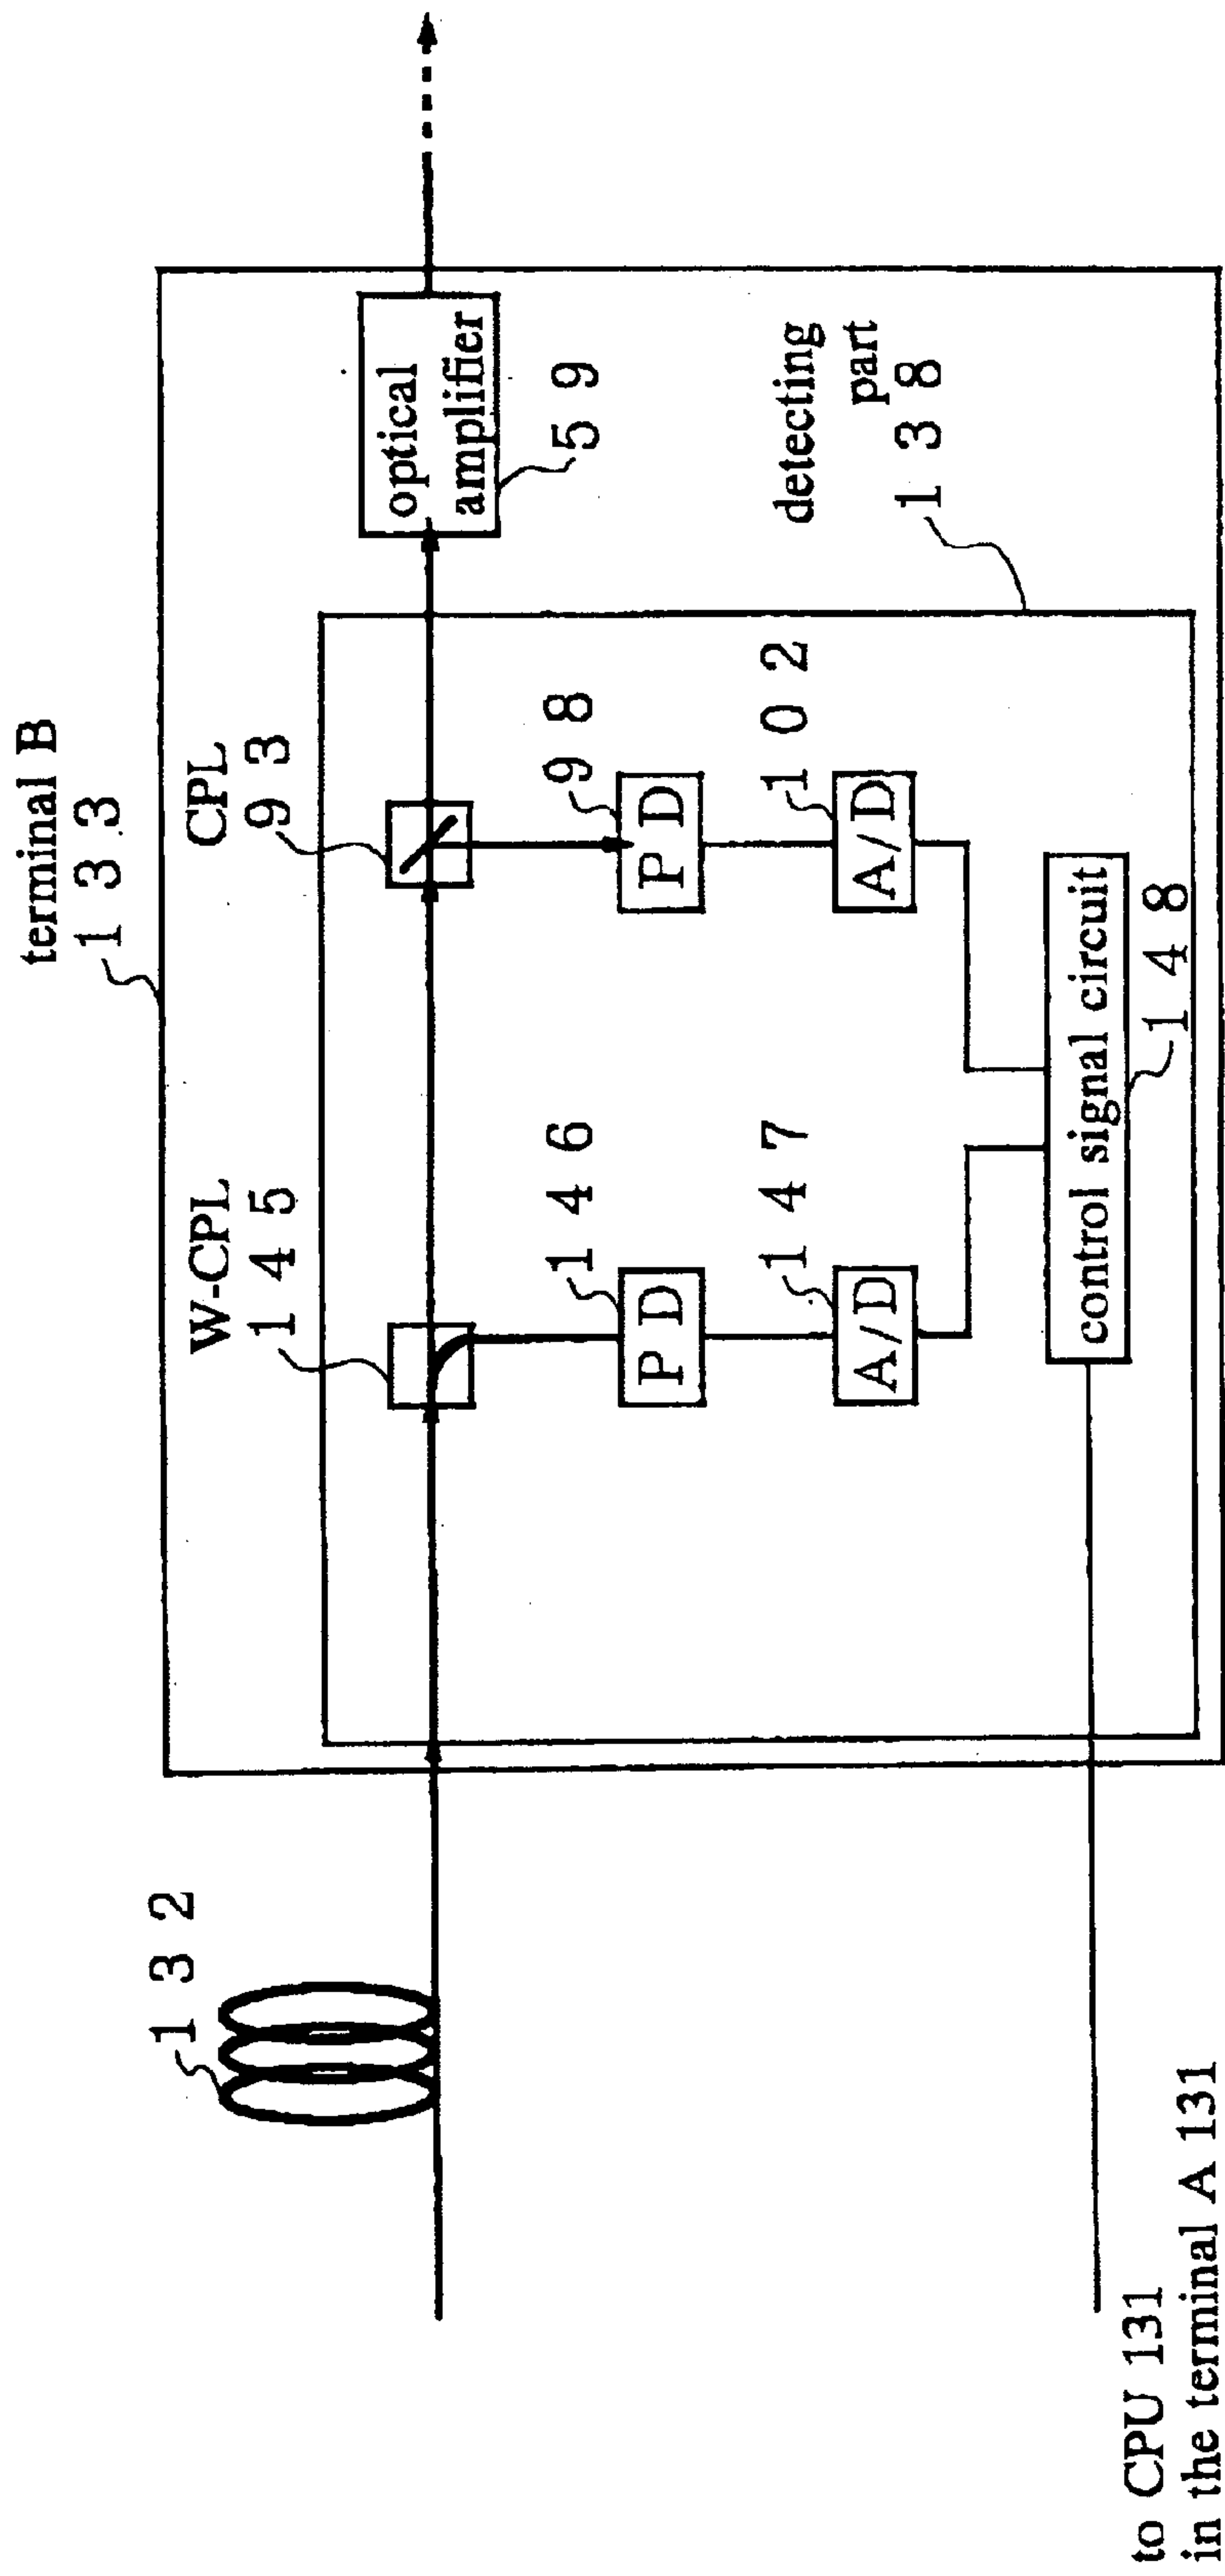 terminal B
1 3 3
CPL
9 3
W-CPL
1 4 5
1 3 2
optical
amplifier
5 9
9 8
P D
1 4 6
P D
1 0 2
A/D
1 4 7
A/D
detecting
part
1 3 8
control signal circuit
1 4 8
to CPU 131
in the terminal A 131